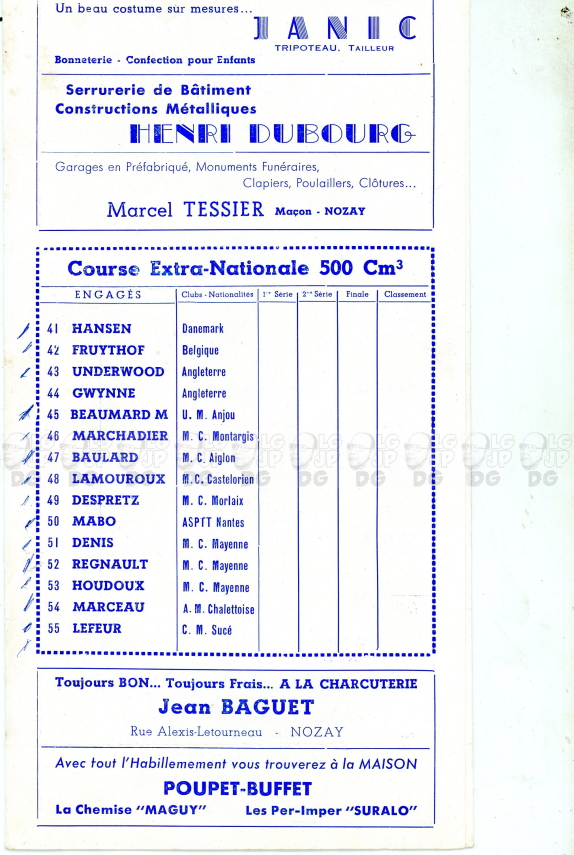 Un beau costume sur mesures...
JANIC
TRIPOTEAU, TAILLEUR
Bonneterie - Confection pour Enfants
Serrurerie de Bâtiment
Constructions Métalliques
HENRI DUBOURG
Garages en Préfabriqué, Monuments Funéraires,
Clapiers, Poulaillers, Clôtures...
Marcel TESSIER Maçon - NOZAY
Course Extra-Nationale 500 Cm³
ENGAGÉS Clubs - Nationalités 1re Série 2me Série Finale Classement
41 HANSEN Danemark
42 FRUYTHOF Belgique
43 UNDERWOOD Angleterre
44 GWYNNE Angleterre
45 BEAUMARD M U. M. Anjou
46 MARCHADIER M. C. Montargis
47 BAULARD M. C. Aiglon
48 LAMOUROUX M.C. Castelorien
49 DESPRETZ M. C. Morlaix
50 MABO ASPTT Nantes
51 DENIS M. C. Mayenne
52 REGNAULT M. C. Mayenne
53 HOUDOUX M. C. Mayenne
54 MARCEAU A. M. Chalettoise
55 LEFEUR C. M. Sucé
Toujours BON... Toujours Frais... A LA CHARCUTERIE
Jean BAGUET
Rue Alexis-Letourneau - NOZAY
Avec tout l'Habillemement vous trouverez à la MAISON
POUPET-BUFFET
La Chemise "MAGUY" Les Per-Imper "SURALO"